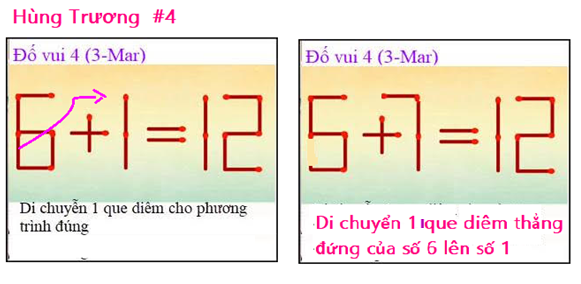 Hùng Trương #4
Đố vui 4 (3-Mar)
6+1=12
Di chuyễn 1 que diêm cho phương
trình đúng
Đố vui 4 (3-Mar)
5+7=12
Di chuyển 1 que diêm thẳng
đứng của số 6 lên số 1